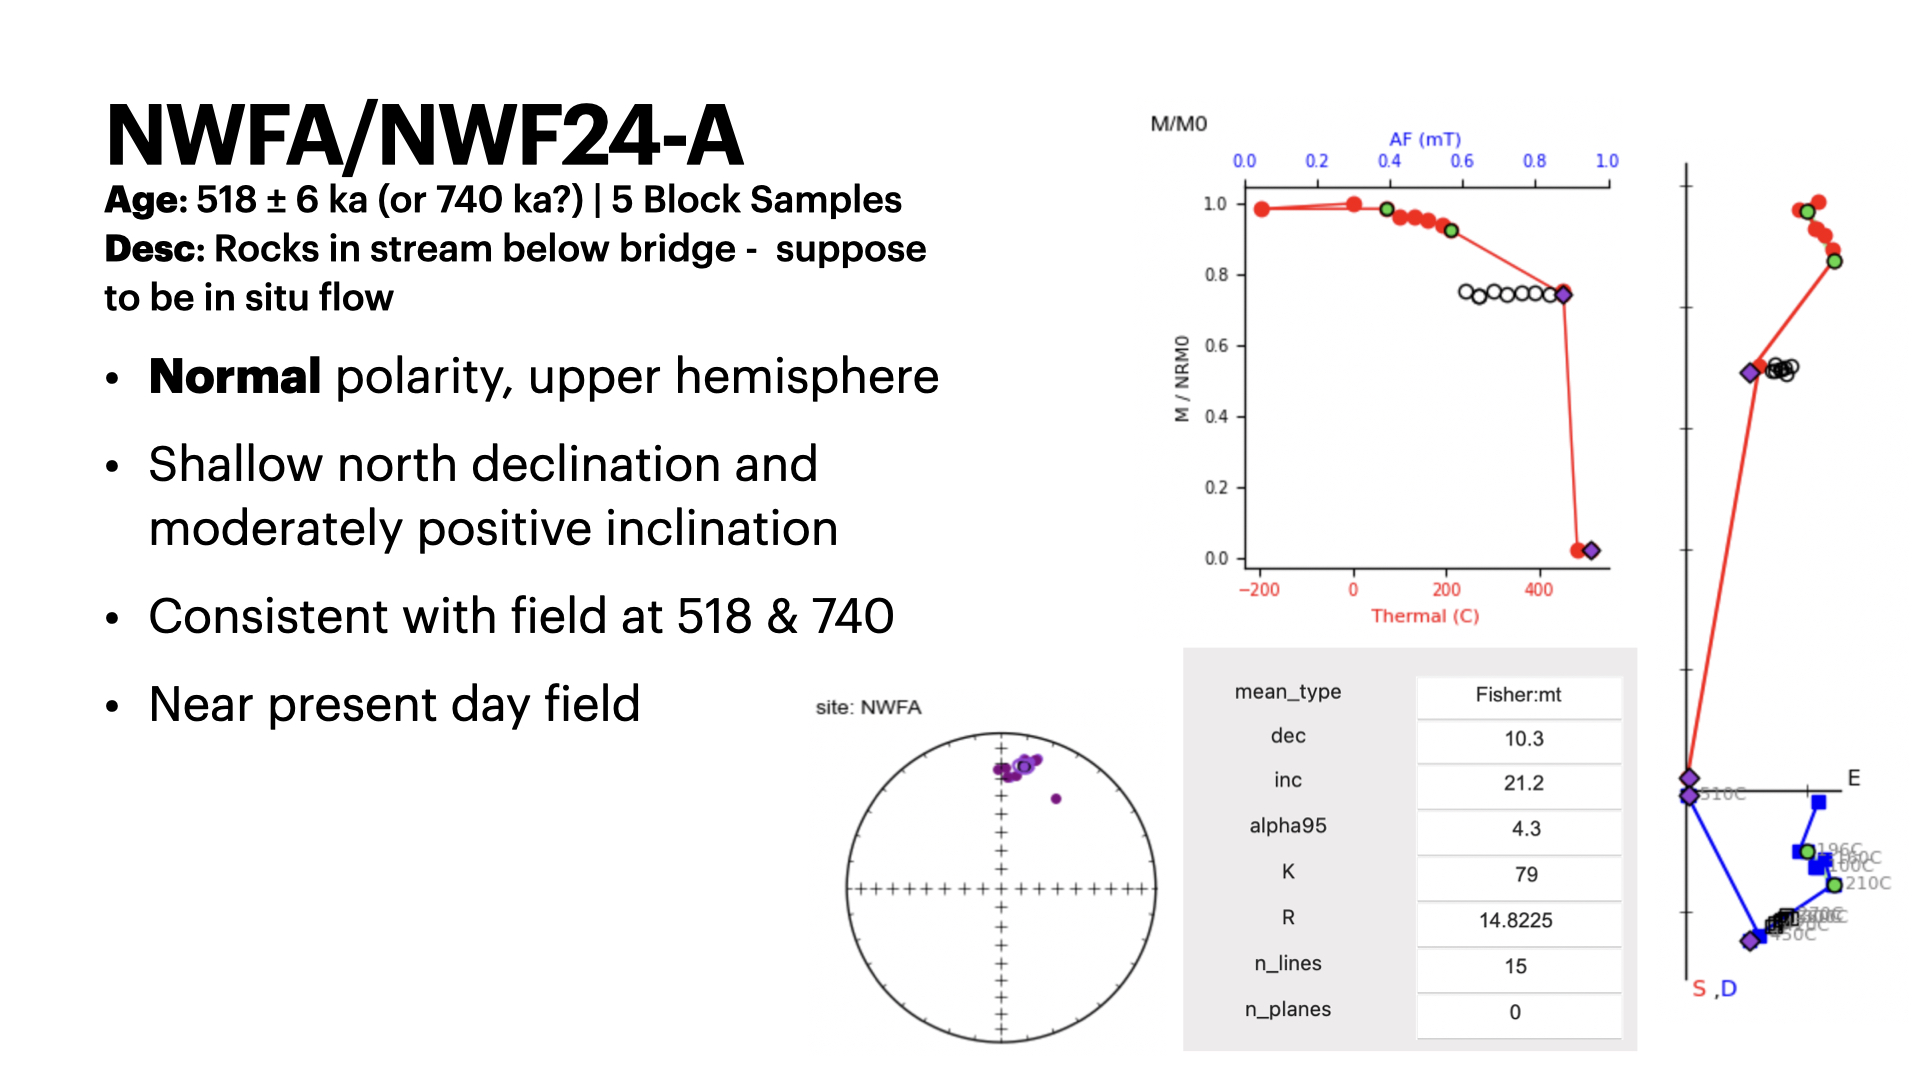 NWFA/NWF24-A
Age: 518 ± 6 ka (or 740 ka?) | 5 Block Samples
Desc: Rocks in stream below bridge - suppose
to be in situ flow
• Normal polarity, upper hemisphere
• Shallow north declination and
moderately positive inclination
• Consistent with field at 518 & 740
• Near present day field
site: NWFA
M/M0
AF (mT)
0.0 0.2 0.4 0.6 0.8 1.0
M / NRM0
1.0
0.8
0.6
0.4
0.2
0.0
−200 0 200 400
Thermal (C)
mean_type Fisher:mt
dec 10.3
inc 21.2
alpha95 4.3
K 79
R 14.8225
n_lines 15
n_planes 0
E
510C
196C
160C
100C
210C
450C
S ,D